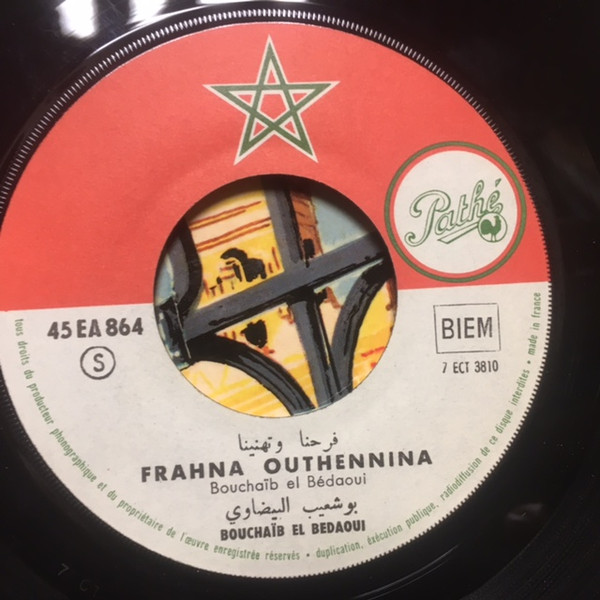 Pathé
45 EA 864
S
BIEM
7 ECT 3810
فرحنا وتهنينا
FRAHNA OUTHENNINA
Bouchaïb el Bédaoui
بوشعيب البيضاوي
BOUCHAÏB EL BEDAOUI
tous droits du producteur phonographique et du propriétaire de l'œuvre enregistrée réservés • duplication, éxécution publique, radiodiffusion de ce disque interdites • made in france